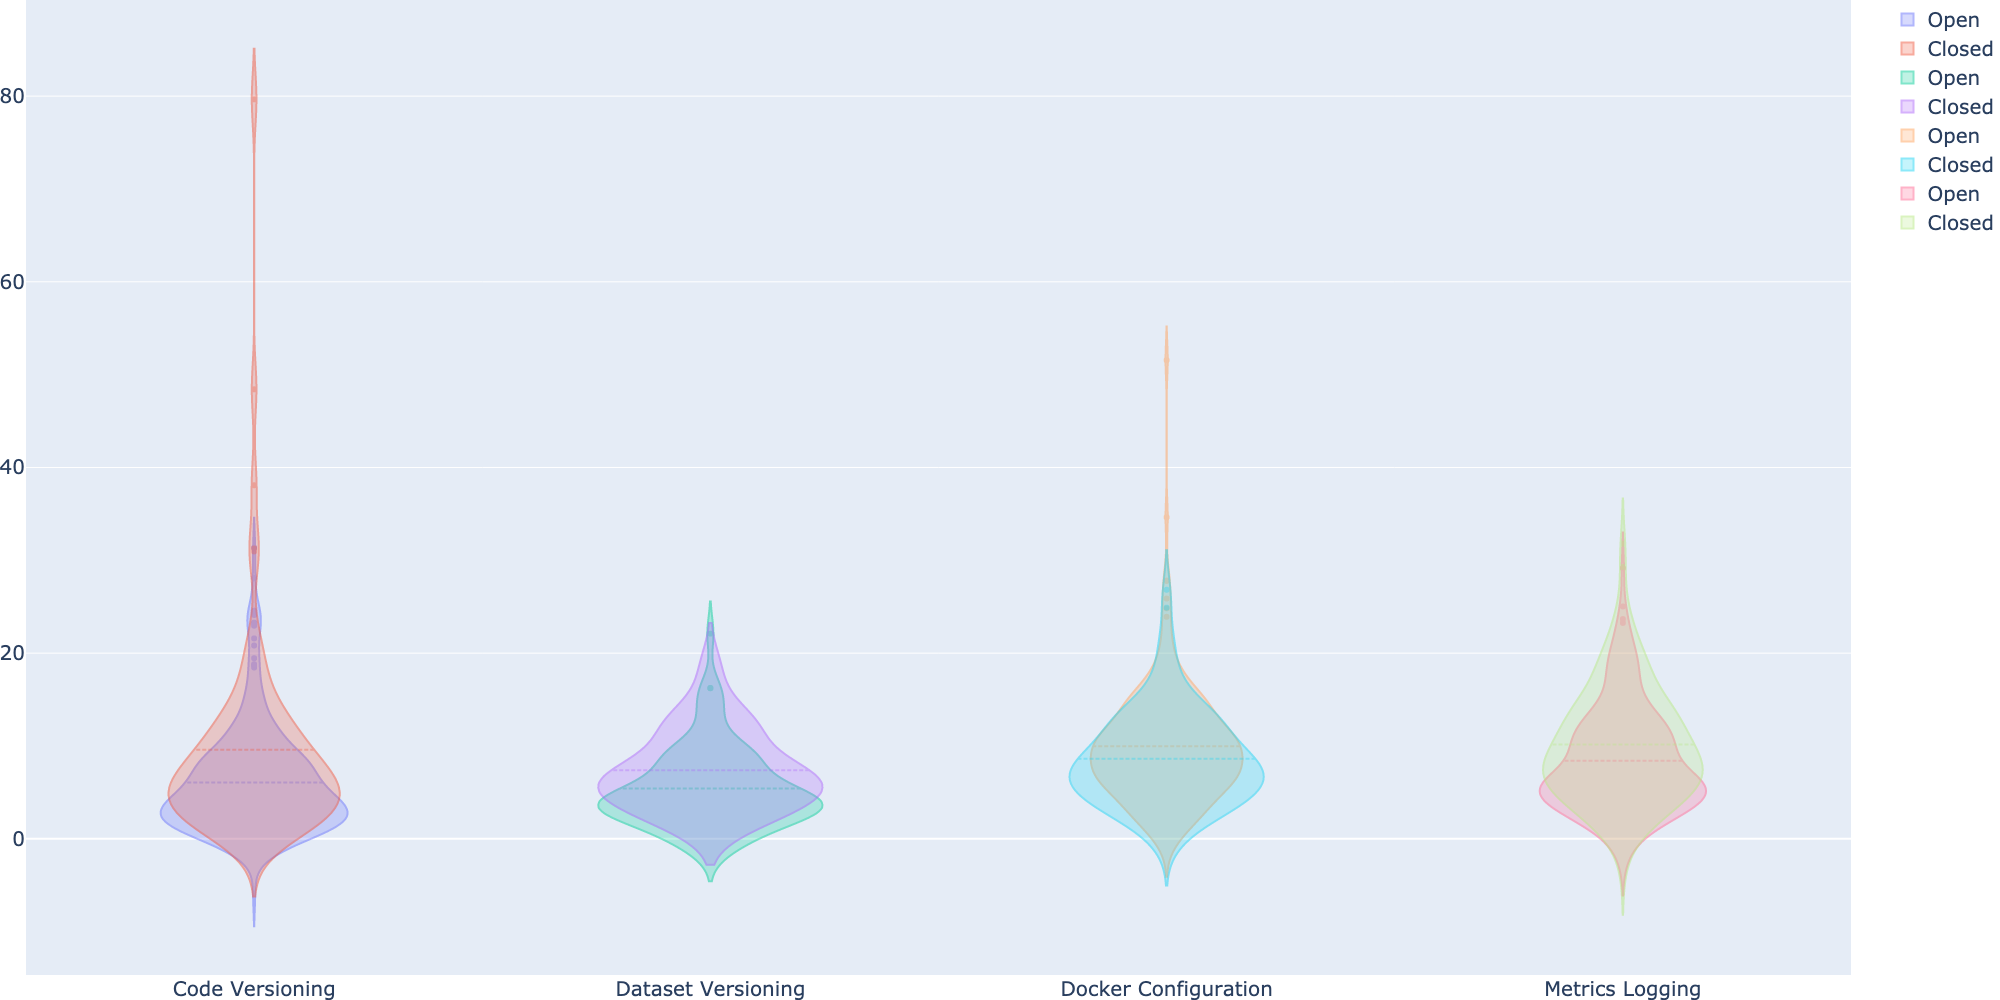 80
60
40
20
0
Code Versioning
Dataset Versioning
Docker Configuration
Metrics Logging
Open
Closed
Open
Closed
Open
Closed
Open
Closed